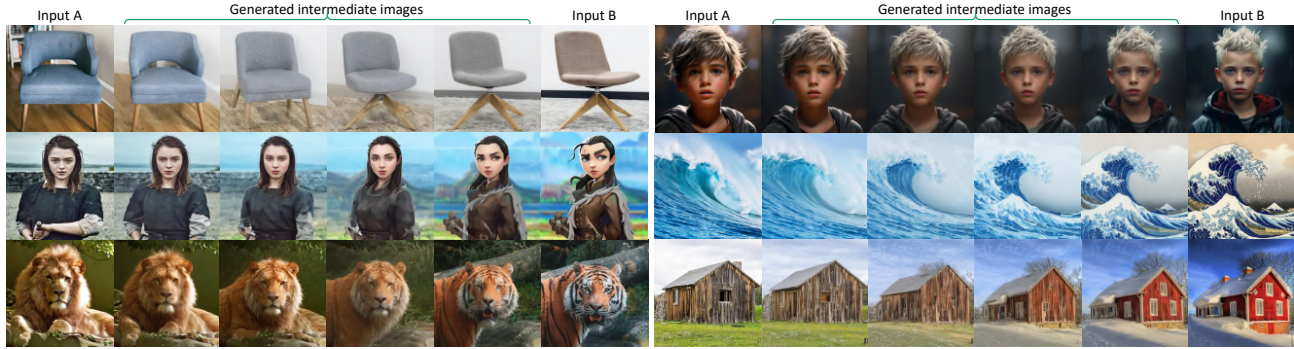 Input A
Generated intermediate images
Input B
Input A
Generated intermediate images
Input B